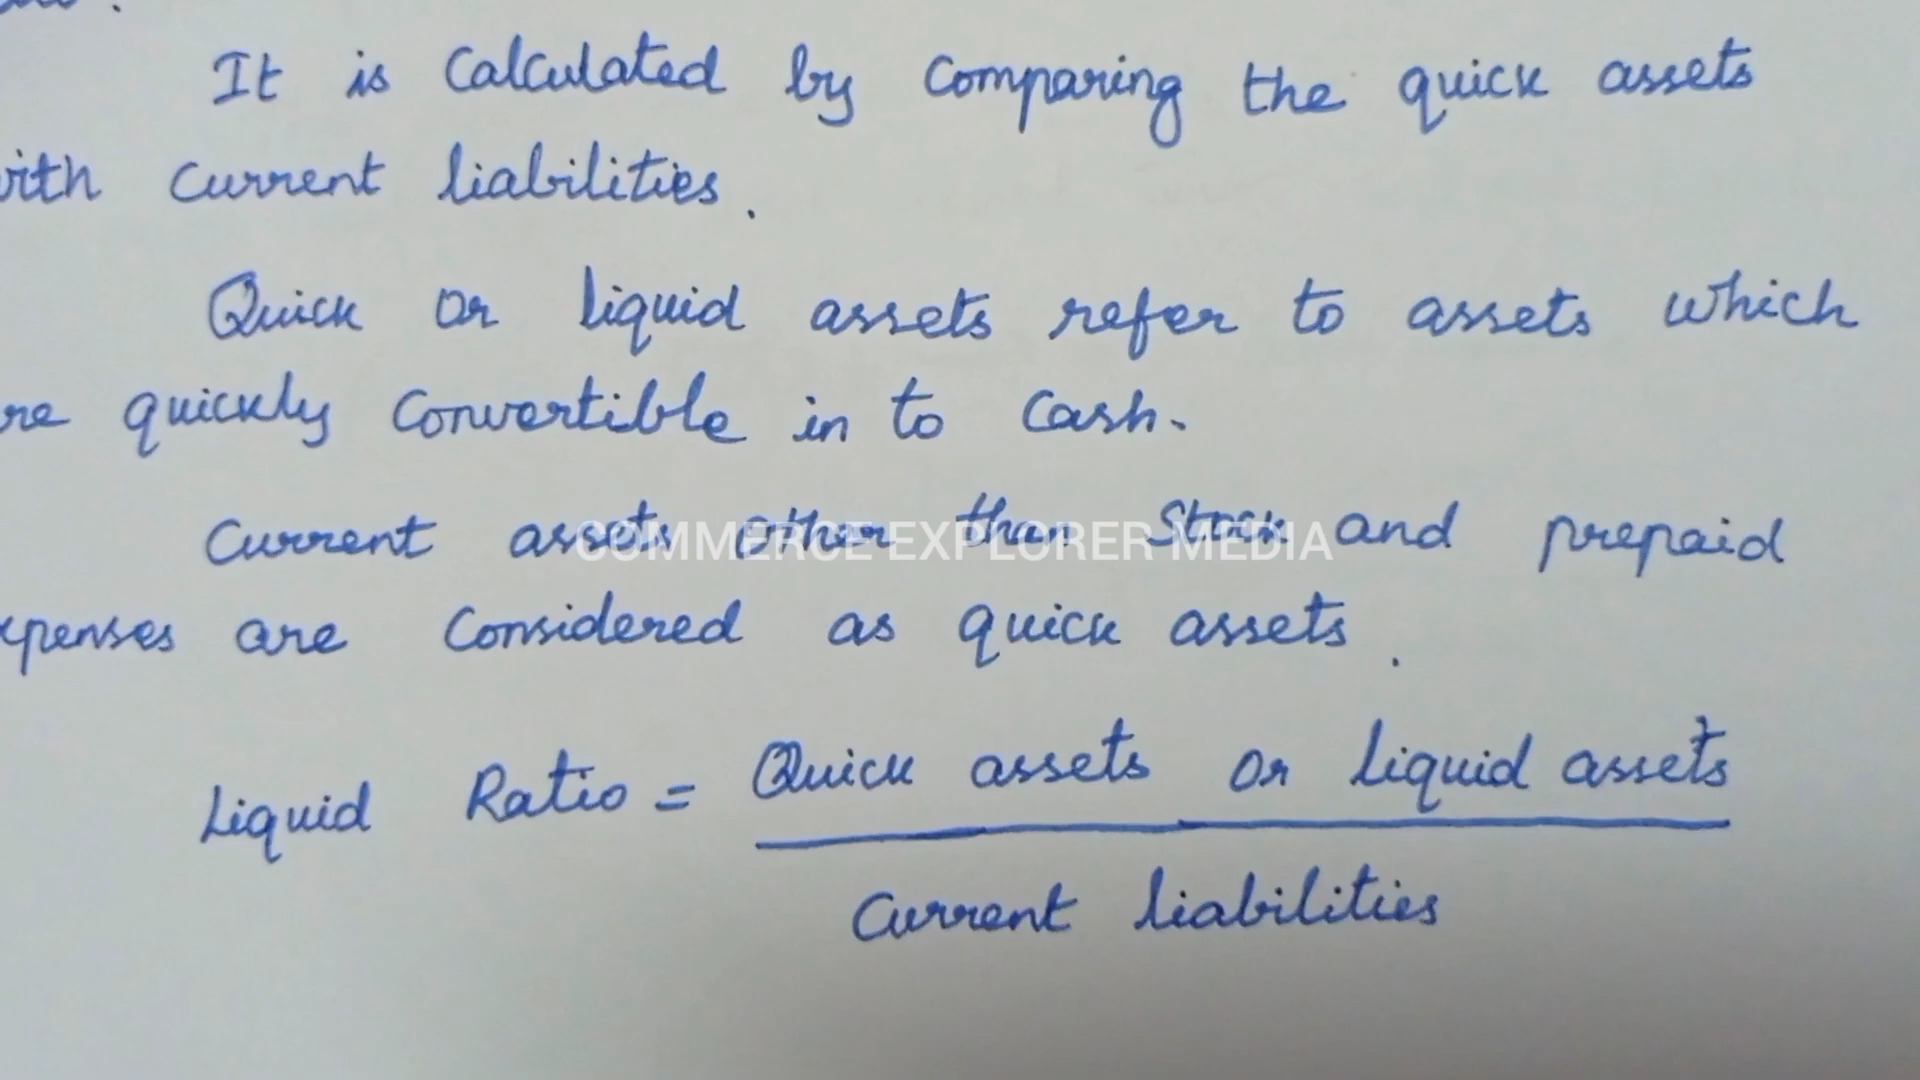 It is Calculated by Comparing the quick assets
with Current liabilities.
Quick or liquid assets refer to assets which
re quickly Convertible in to Cash.
Current assets other than Stock and prepaid
xpenses are Considered as quick assets.
Liquid Ratio = Quick assets or liquid assets
Current liabilities
COMMERCE EXPLORER MEDIA